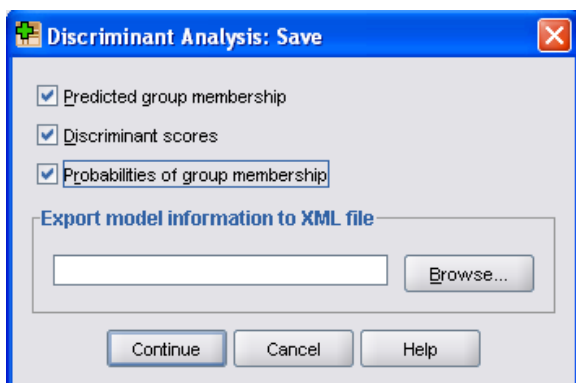 Discriminant Analysis: Save
Predicted group membership
Discriminant scores
Probabilities of group membership
Export model information to XML file
Browse...
Continue
Cancel
Help